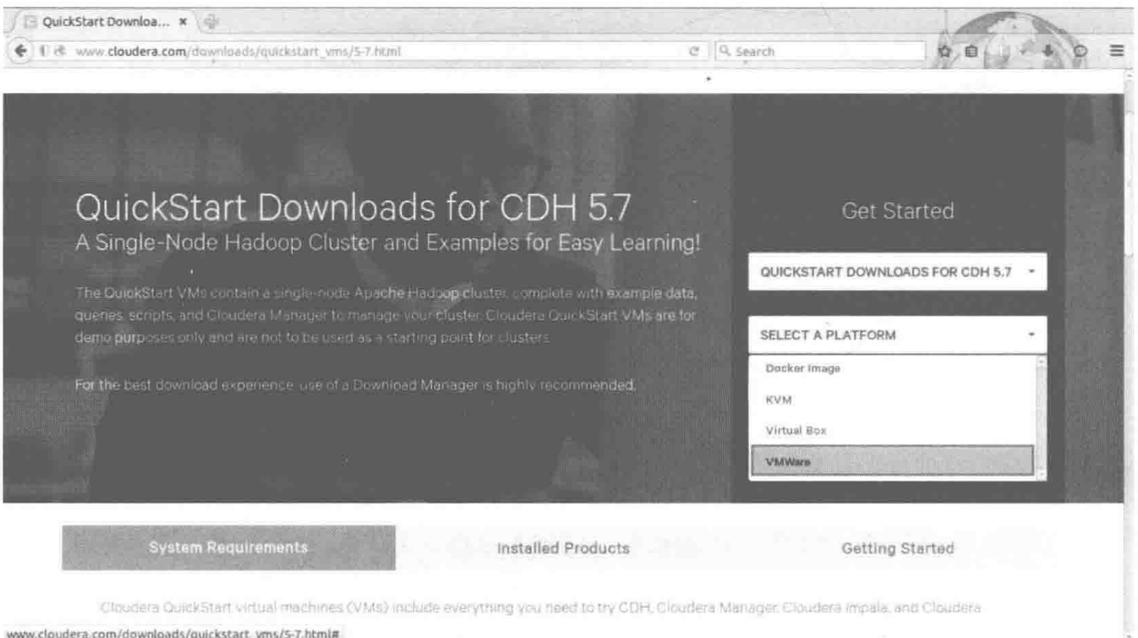 QuickStart Downloa... ×
www.cloudera.com/downloads/quickstart_vms/5-7.html
Search
QuickStart Downloads for CDH 5.7
A Single-Node Hadoop Cluster and Examples for Easy Learning!
The QuickStart VMs contain a single-node Apache Hadoop cluster, complete with example data,
queries, scripts, and Cloudera Manager to manage your cluster. Cloudera QuickStart VMs are for
demo purposes only and are not to be used as a starting point for clusters.
For the best download experience, use of a Download Manager is highly recommended.
Get Started
QUICKSTART DOWNLOADS FOR CDH 5.7
SELECT A PLATFORM
Docker Image
KVM
Virtual Box
VMWare
System Requirements
Installed Products
Getting Started
Cloudera QuickStart virtual machines (VMs) include everything you need to try CDH, Cloudera Manager, Cloudera Impala, and Cloudera
www.cloudera.com/downloads/quickstart_vms/5-7.html#